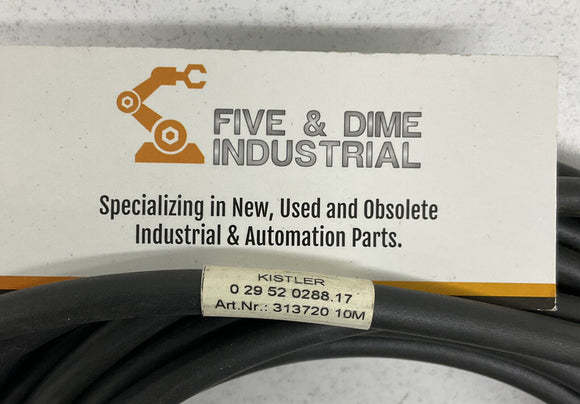 FIVE & DIME
INDUSTRIAL
Specializing in New, Used and Obsolete
Industrial & Automation Parts.
KISTLER
0 29 52 0288.17
Art.Nr.: 313720 10M